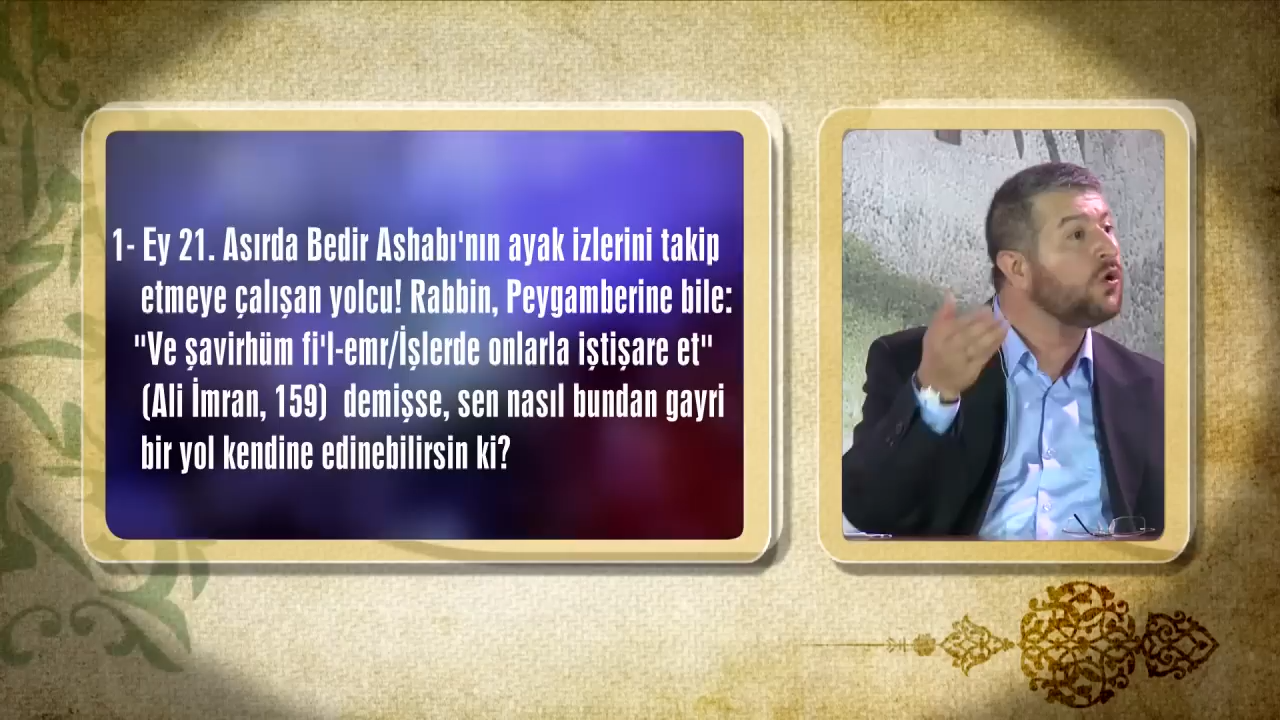 1- Ey 21. Asırda Bedir Ashabı'nın ayak izlerini takip
etmeye çalışan yolcu! Rabbin, Peygamberine bile:
"Ve şavirhüm fi'l-emr/İşlerde onlarla iştişare et"
(Ali İmran, 159) demişse, sen nasıl bundan gayri
bir yol kendine edinebilirsin ki?